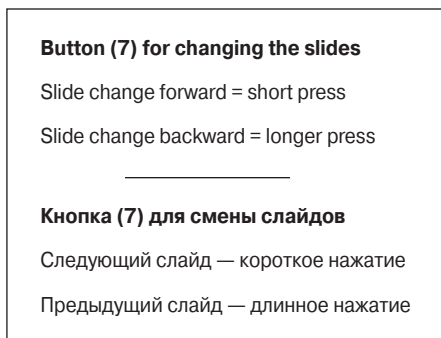 Button (7) for changing the slides
Slide change forward = short press
Slide change backward = longer press
Кнопка (7) для смены слайдов
Следующий слайд — короткое нажатие
Предыдущий слайд — длинное нажатие